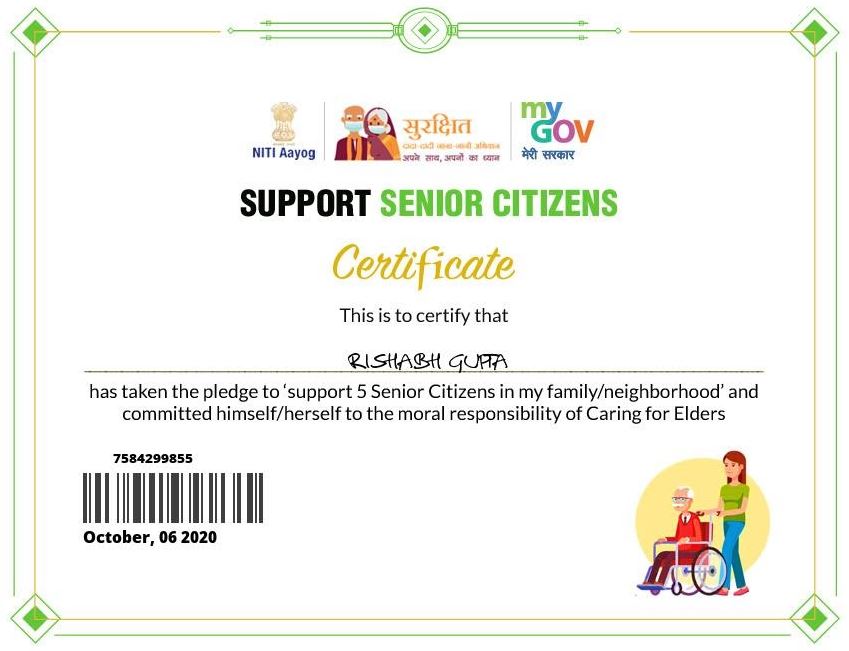 NITI Aayog
सुरक्षित
दादा-दादी नाना-नानी अभियान
अपने साथ, अपनों का ध्यान
my
GOV
मेरी सरकार
SUPPORT SENIOR CITIZENS
Certificate
This is to certify that
RISHABH GUPTA
has taken the pledge to ‘support 5 Senior Citizens in my family/neighborhood’ and
committed himself/herself to the moral responsibility of Caring for Elders
7584299855
October, 06 2020